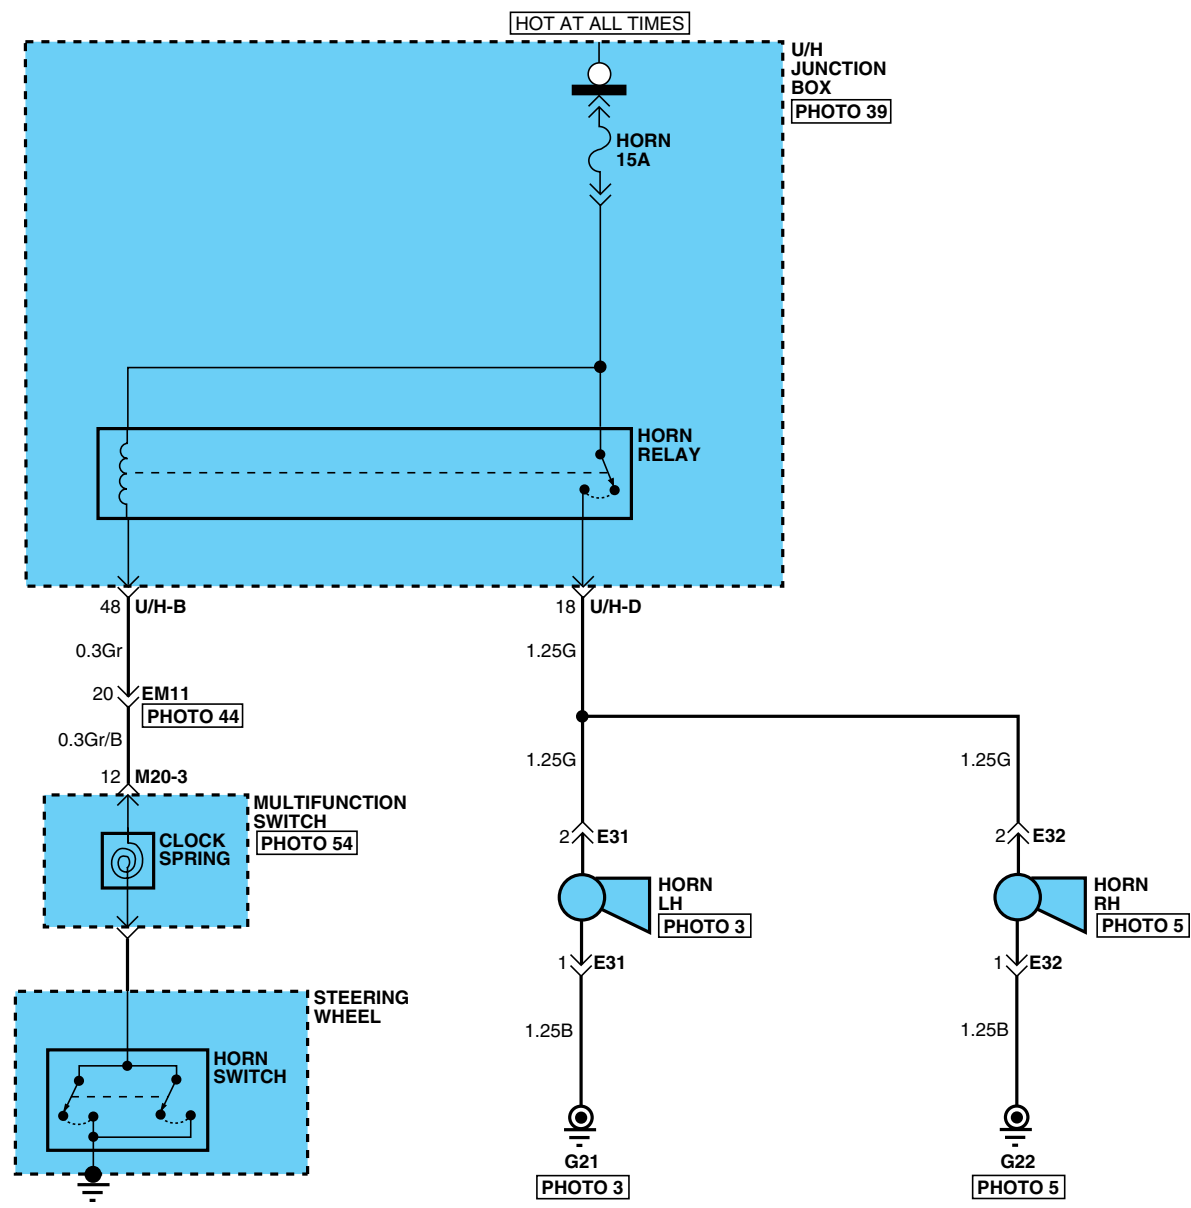 HOT AT ALL TIMES
U/H
JUNCTION
BOX
PHOTO 39
HORN
15A
HORN
RELAY
48 U/H-B
18 U/H-D
0.3Gr
1.25G
20 EM11
PHOTO 44
0.3Gr/B
1.25G
1.25G
12 M20-3
MULTIFUNCTION
SWITCH
PHOTO 54
CLOCK
SPRING
2 E31
2 E32
HORN
LH
PHOTO 3
HORN
RH
PHOTO 5
1 E31
1 E32
STEERING
WHEEL
1.25B
1.25B
HORN
SWITCH
G21
PHOTO 3
G22
PHOTO 5